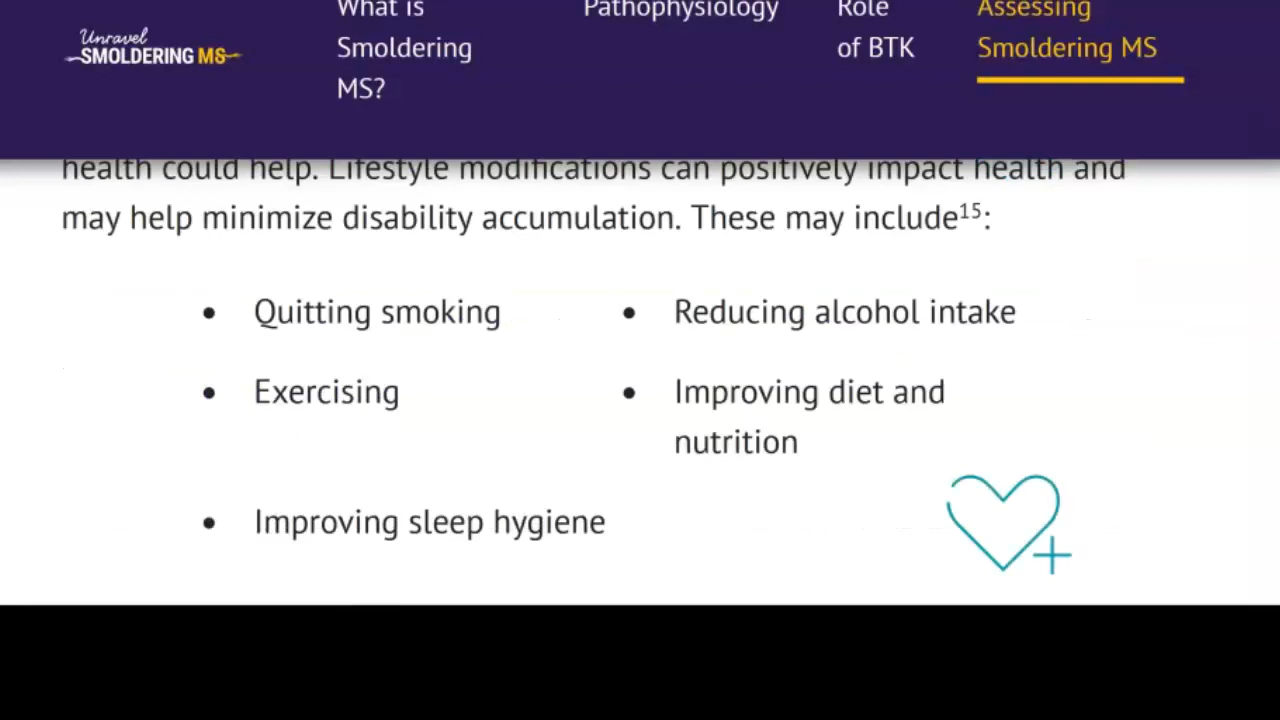 What is
Smoldering
MS?
Pathophysiology
Role
of BTK
Assessing
Smoldering MS
Unravel
SMOLDERING MS
health could help. Lifestyle modifications can positively impact health and
may help minimize disability accumulation. These may include¹⁵:
• Quitting smoking
• Reducing alcohol intake
• Exercising
• Improving diet and
nutrition
• Improving sleep hygiene